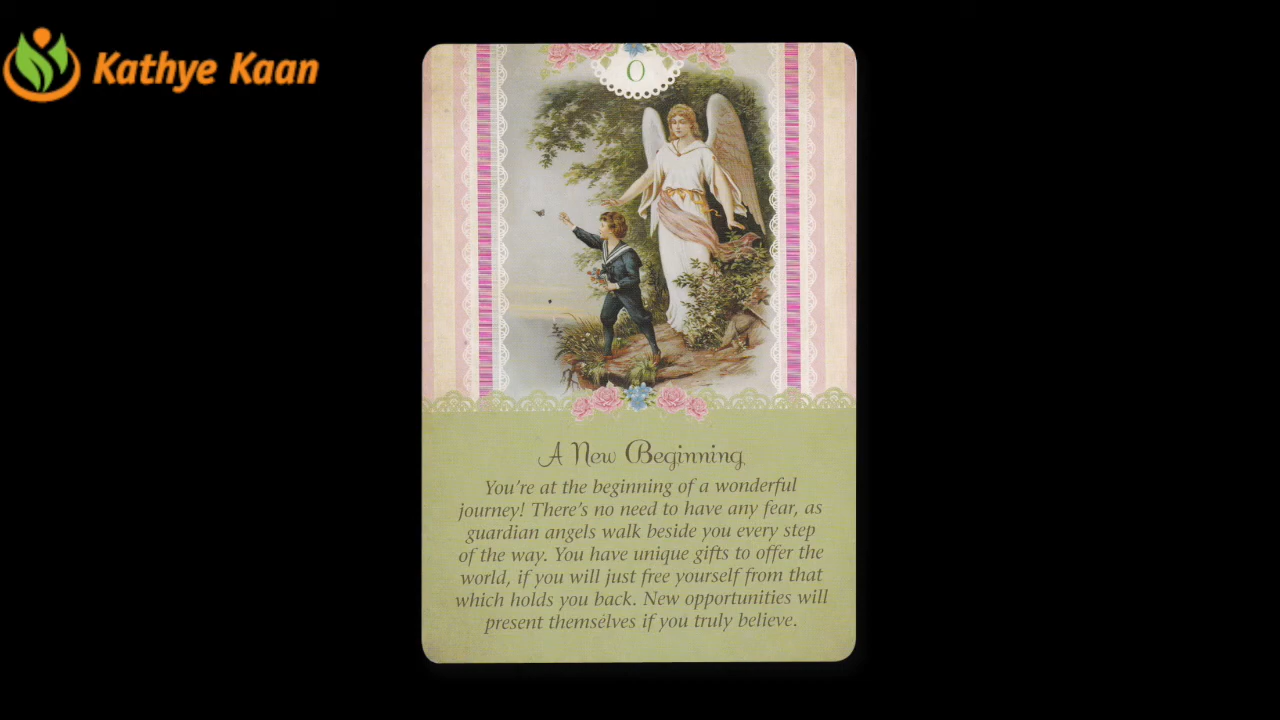 Kathye Kaan
0
A New Beginning
You're at the beginning of a wonderful
journey! There's no need to have any fear, as
guardian angels walk beside you every step
of the way. You have unique gifts to offer the
world, if you will just free yourself from that
which holds you back. New opportunities will
present themselves if you truly believe.